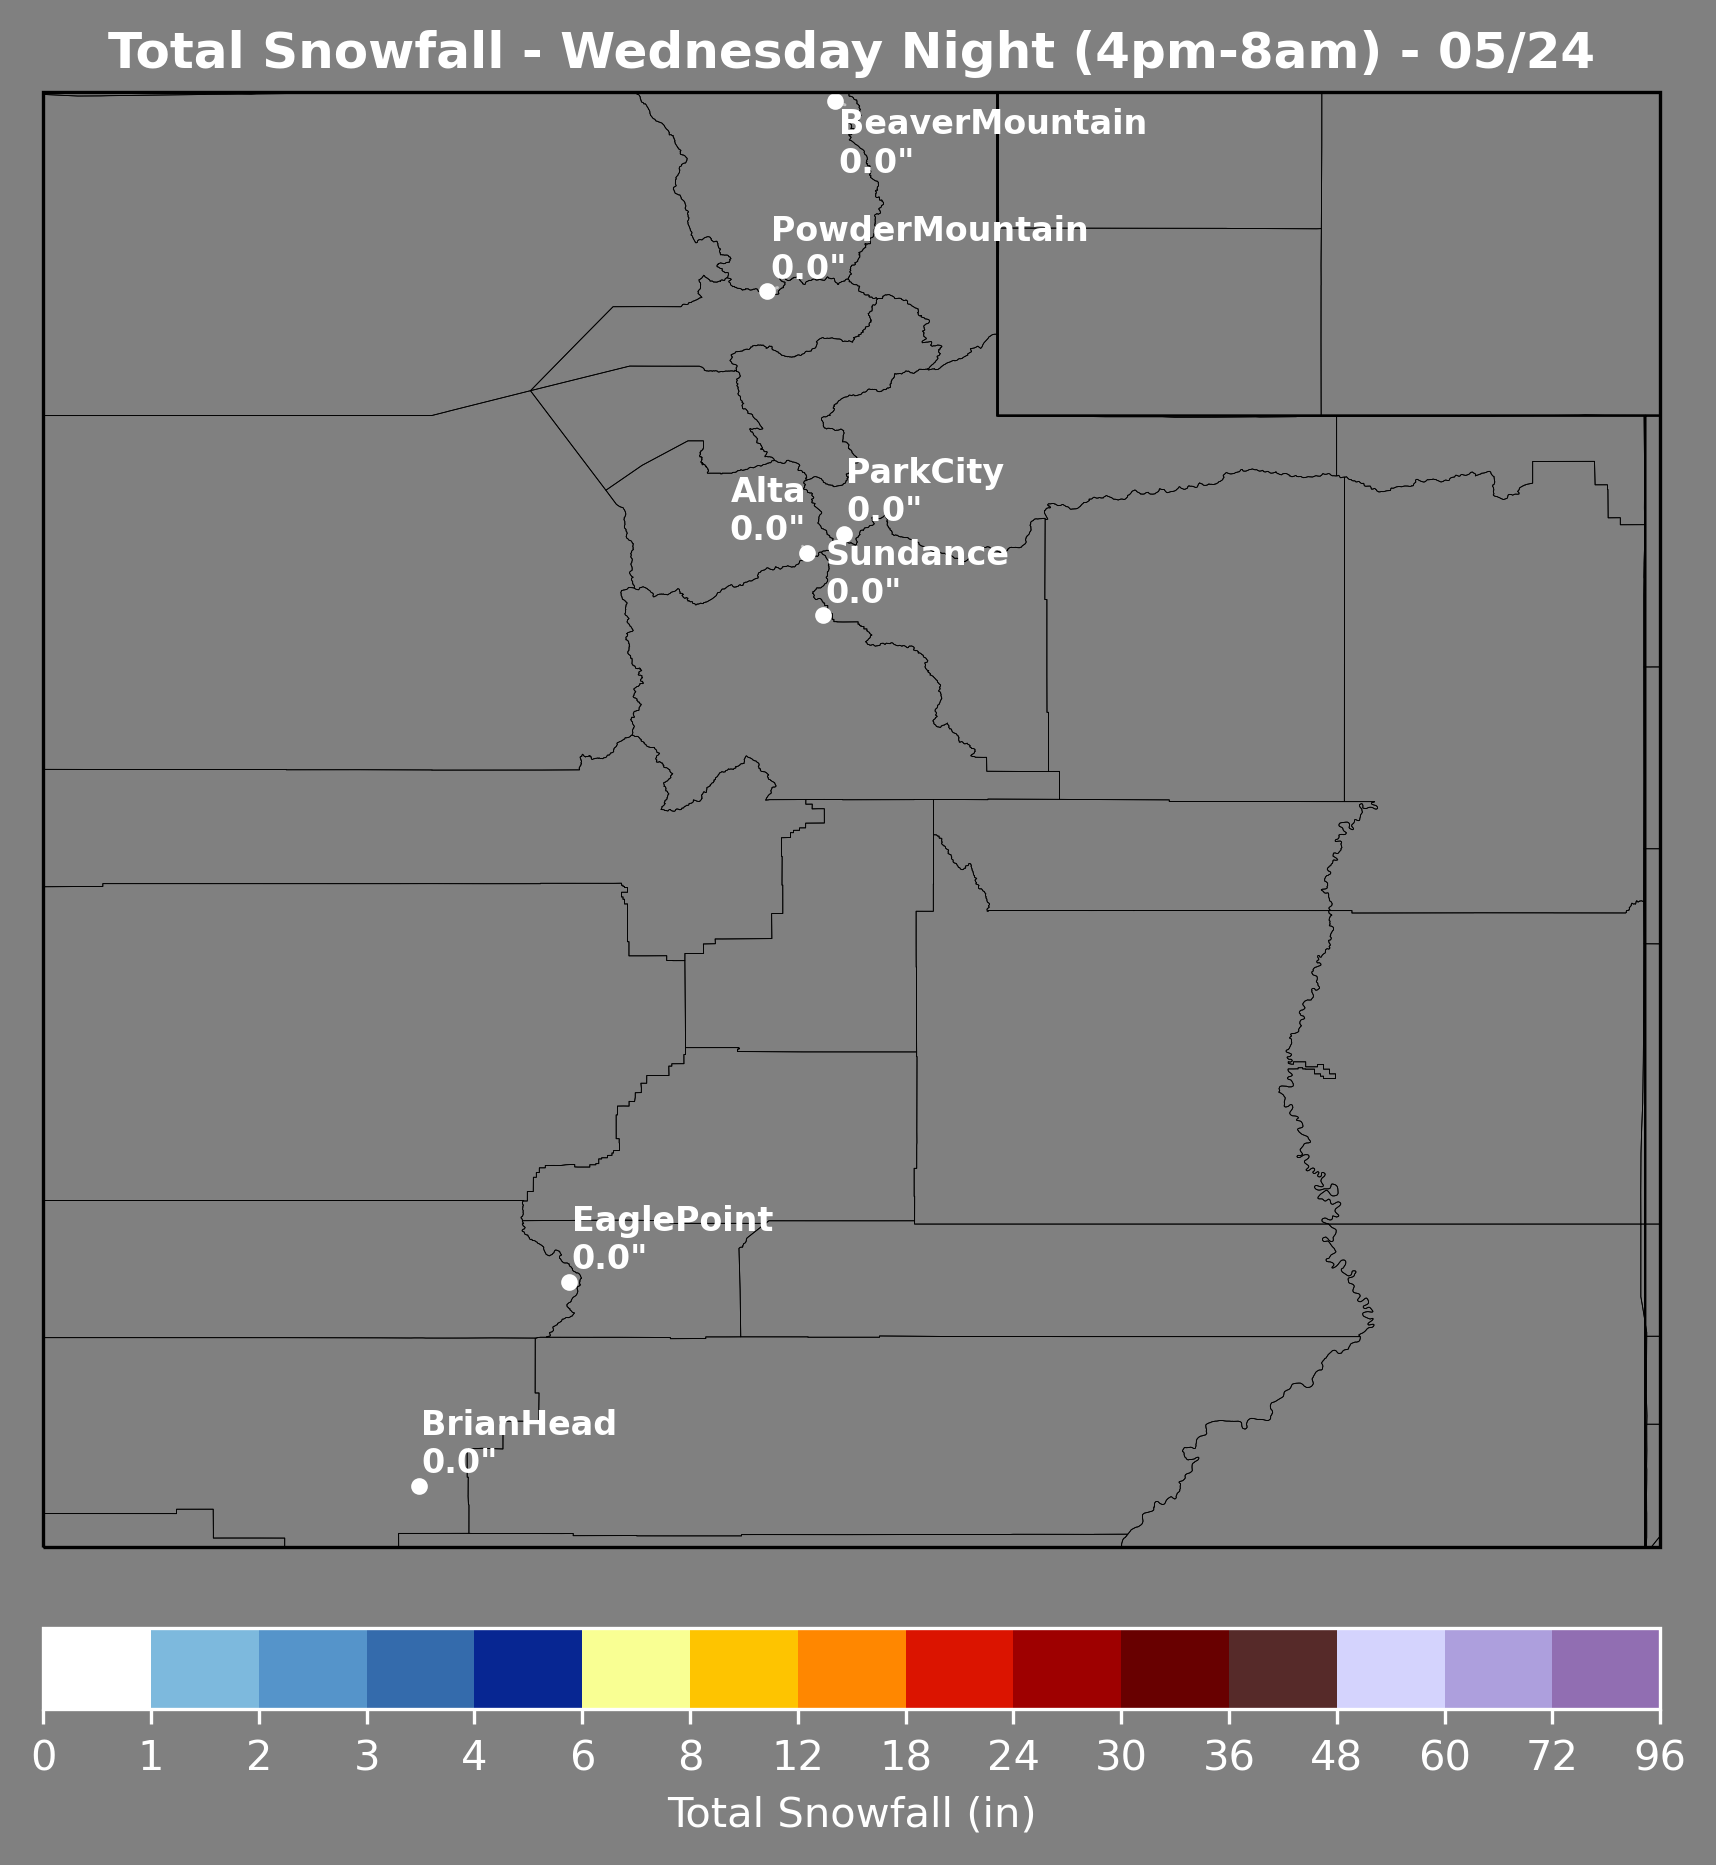 Total Snowfall - Wednesday Night (4pm-8am) - 05/24
BeaverMountain
0.0"
PowderMountain
0.0"
ParkCity
0.0"
Alta
0.0"
Sundance
0.0"
EaglePoint
0.0"
BrianHead
0.0"
0 1 2 3 4 6 8 12 18 24 30 36 48 60 72 96
Total Snowfall (in)